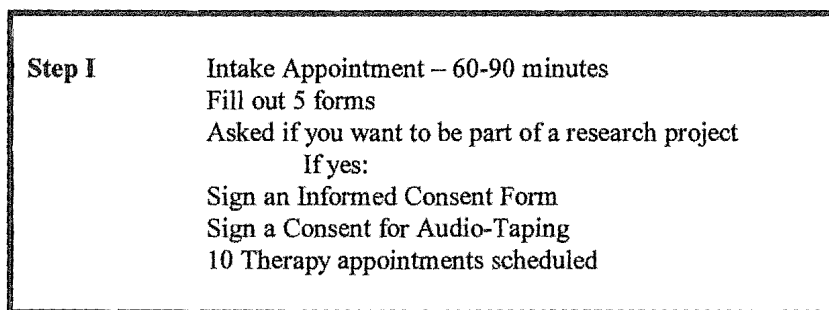 Step I Intake Appointment – 60-90 minutes
Fill out 5 forms
Asked if you want to be part of a research project
If yes:
Sign an Informed Consent Form
Sign a Consent for Audio-Taping
10 Therapy appointments scheduled